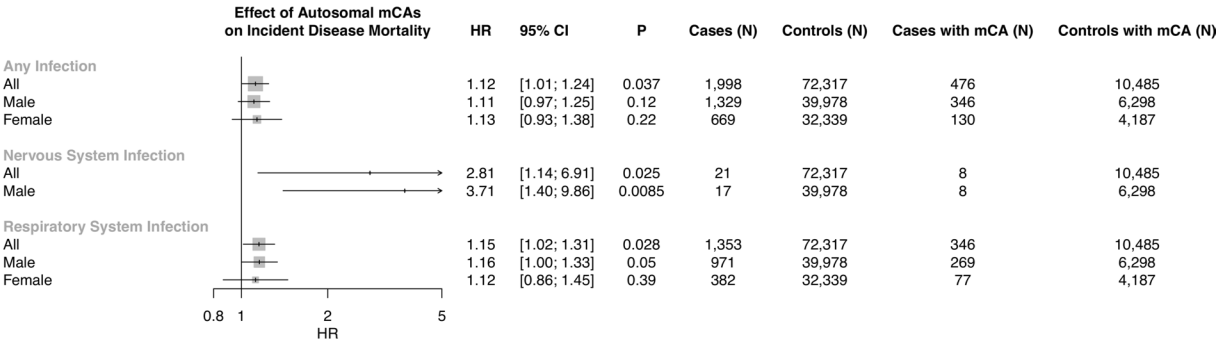 Effect of Autosomal mCAs
on Incident Disease Mortality HR 95% CI P Cases (N) Controls (N) Cases with mCA (N) Controls with mCA (N)
Any Infection
All 1.12 [1.01; 1.24] 0.037 1,998 72,317 476 10,485
Male 1.11 [0.97; 1.25] 0.12 1,329 39,978 346 6,298
Female 1.13 [0.93; 1.38] 0.22 669 32,339 130 4,187
Nervous System Infection
All 2.81 [1.14; 6.91] 0.025 21 72,317 8 10,485
Male 3.71 [1.40; 9.86] 0.0085 17 39,978 8 6,298
Respiratory System Infection
All 1.15 [1.02; 1.31] 0.028 1,353 72,317 346 10,485
Male 1.16 [1.00; 1.33] 0.05 971 39,978 269 6,298
Female 1.12 [0.86; 1.45] 0.39 382 32,339 77 4,187
0.8 1 2 5
HR